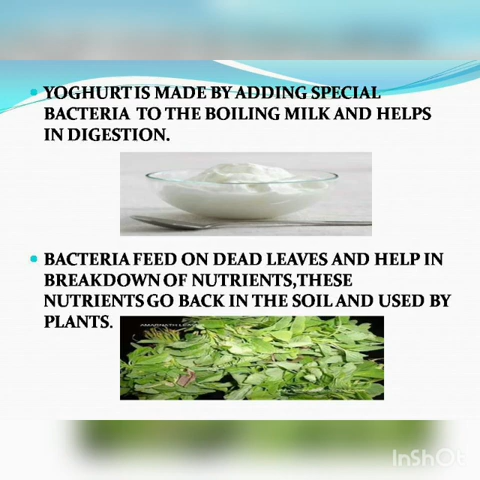 YOGHURT IS MADE BY ADDING SPECIAL
BACTERIA TO THE BOILING MILK AND HELPS
IN DIGESTION.
BACTERIA FEED ON DEAD LEAVES AND HELP IN
BREAKDOWN OF NUTRIENTS,THESE
NUTRIENTS GO BACK IN THE SOIL AND USED BY
PLANTS.
InShOt